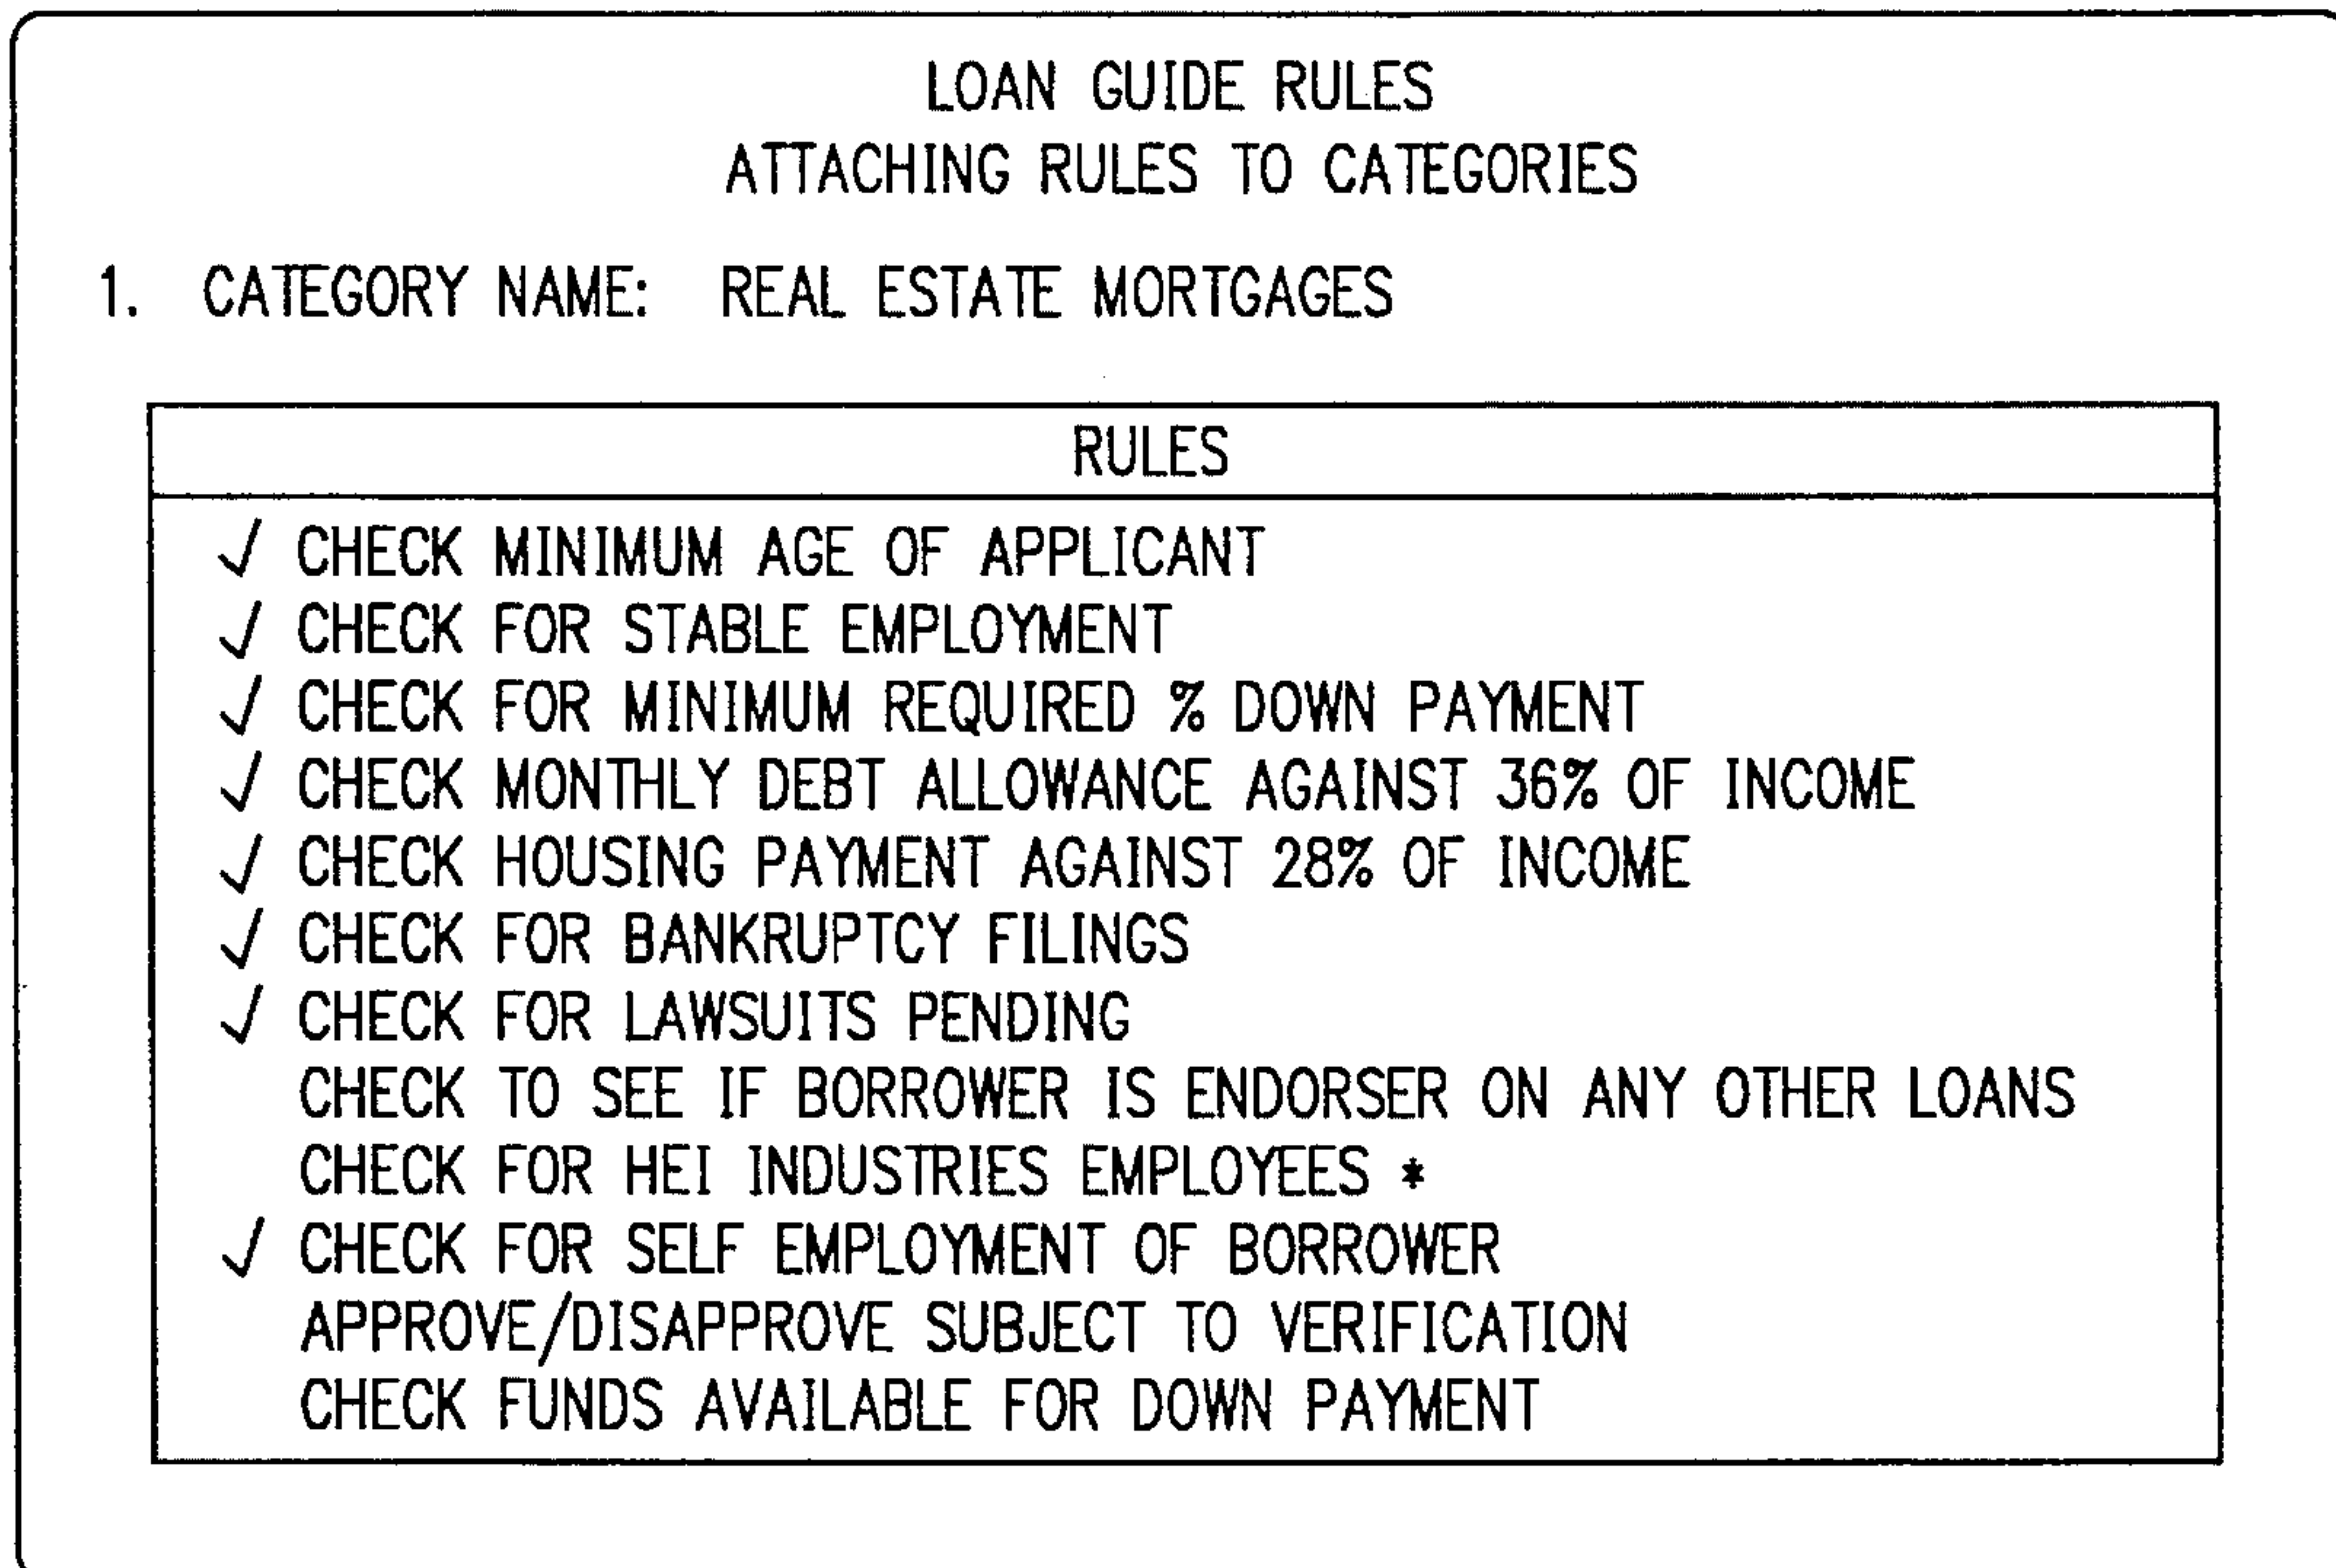 LOAN GUIDE RULES
ATTACHING RULES TO CATEGORIES
1. CATEGORY NAME: REAL ESTATE MORTGAGES
RULES
√ CHECK MINIMUM AGE OF APPLICANT
√ CHECK FOR STABLE EMPLOYMENT
√ CHECK FOR MINIMUM REQUIRED % DOWN PAYMENT
√ CHECK MONTHLY DEBT ALLOWANCE AGAINST 36% OF INCOME
√ CHECK HOUSING PAYMENT AGAINST 28% OF INCOME
√ CHECK FOR BANKRUPTCY FILINGS
√ CHECK FOR LAWSUITS PENDING
CHECK TO SEE IF BORROWER IS ENDORSER ON ANY OTHER LOANS
CHECK FOR HEI INDUSTRIES EMPLOYEES *
√ CHECK FOR SELF EMPLOYMENT OF BORROWER
APPROVE/DISAPPROVE SUBJECT TO VERIFICATION
CHECK FUNDS AVAILABLE FOR DOWN PAYMENT